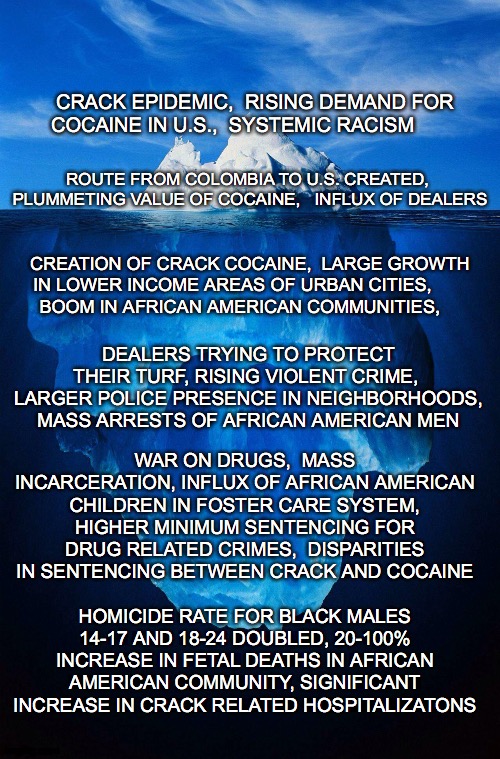 CRACK EPIDEMIC, RISING DEMAND FOR
COCAINE IN U.S., SYSTEMIC RACISM
ROUTE FROM COLOMBIA TO U.S. CREATED,
PLUMMETING VALUE OF COCAINE, INFLUX OF DEALERS
CREATION OF CRACK COCAINE, LARGE GROWTH
IN LOWER INCOME AREAS OF URBAN CITIES,
BOOM IN AFRICAN AMERICAN COMMUNITIES,
DEALERS TRYING TO PROTECT
THEIR TURF, RISING VIOLENT CRIME,
LARGER POLICE PRESENCE IN NEIGHBORHOODS,
MASS ARRESTS OF AFRICAN AMERICAN MEN
WAR ON DRUGS, MASS
INCARCERATION, INFLUX OF AFRICAN AMERICAN
CHILDREN IN FOSTER CARE SYSTEM,
HIGHER MINIMUM SENTENCING FOR
DRUG RELATED CRIMES, DISPARITIES
IN SENTENCING BETWEEN CRACK AND COCAINE
HOMICIDE RATE FOR BLACK MALES
14-17 AND 18-24 DOUBLED, 20-100%
INCREASE IN FETAL DEATHS IN AFRICAN
AMERICAN COMMUNITY, SIGNIFICANT
INCREASE IN CRACK RELATED HOSPITALIZATONS